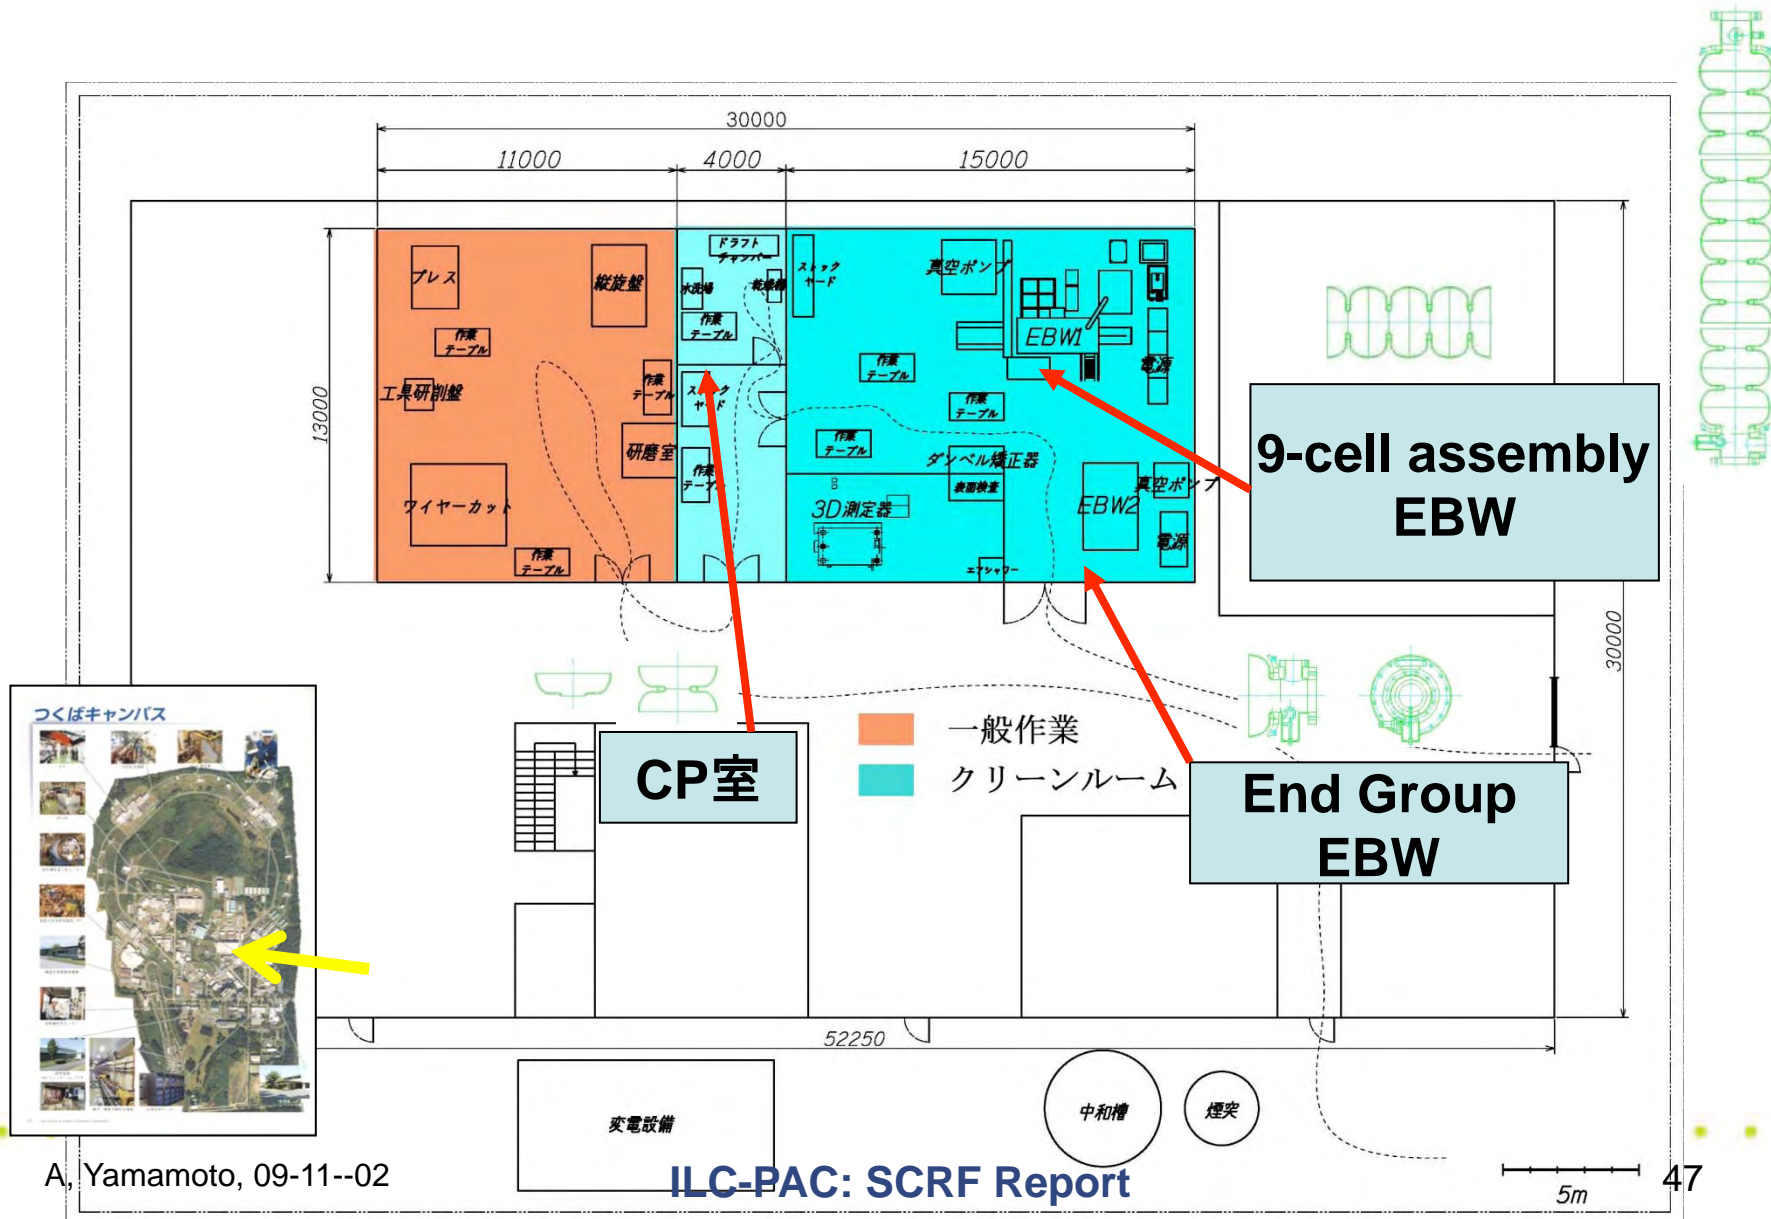 30000
11000
4000
15000
プレス
縦旋盤
作業
テーブル
工具研削盤
作業
テーブル
研磨室
ワイヤーカット
作業
テーブル
13000
ドラフト
チャンバー
水洗場
乾燥機
作業
テーブル
ストック
ヤード
作業
テーブル
ストック
ヤード
真空ポンプ
EBW1
電源
作業
テーブル
作業
テーブル
作業
テーブル
ダンベル矯正器
表面検査
3D測定器
エアシャワー
EBW2
真空ポンプ
電源
9-cell assembly
EBW
30000
つくばキャンパス
CP室
一般作業
クリーンルーム
End Group
EBW
52250
変電設備
中和槽
煙突
5m
A, Yamamoto, 09-11--02
ILC-PAC: SCRF Report
47